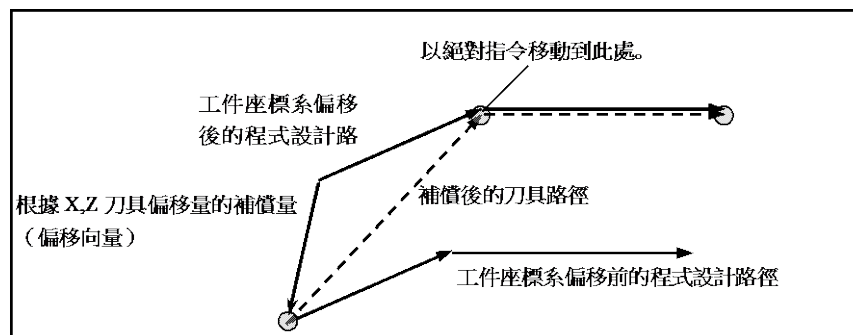 以絕對指令移動到此處。
工件座標系偏移
後的程式設計路
根據 X,Z 刀具偏移量的補償量
（偏移向量）
補償後的刀具路徑
工件座標系偏移前的程式設計路徑